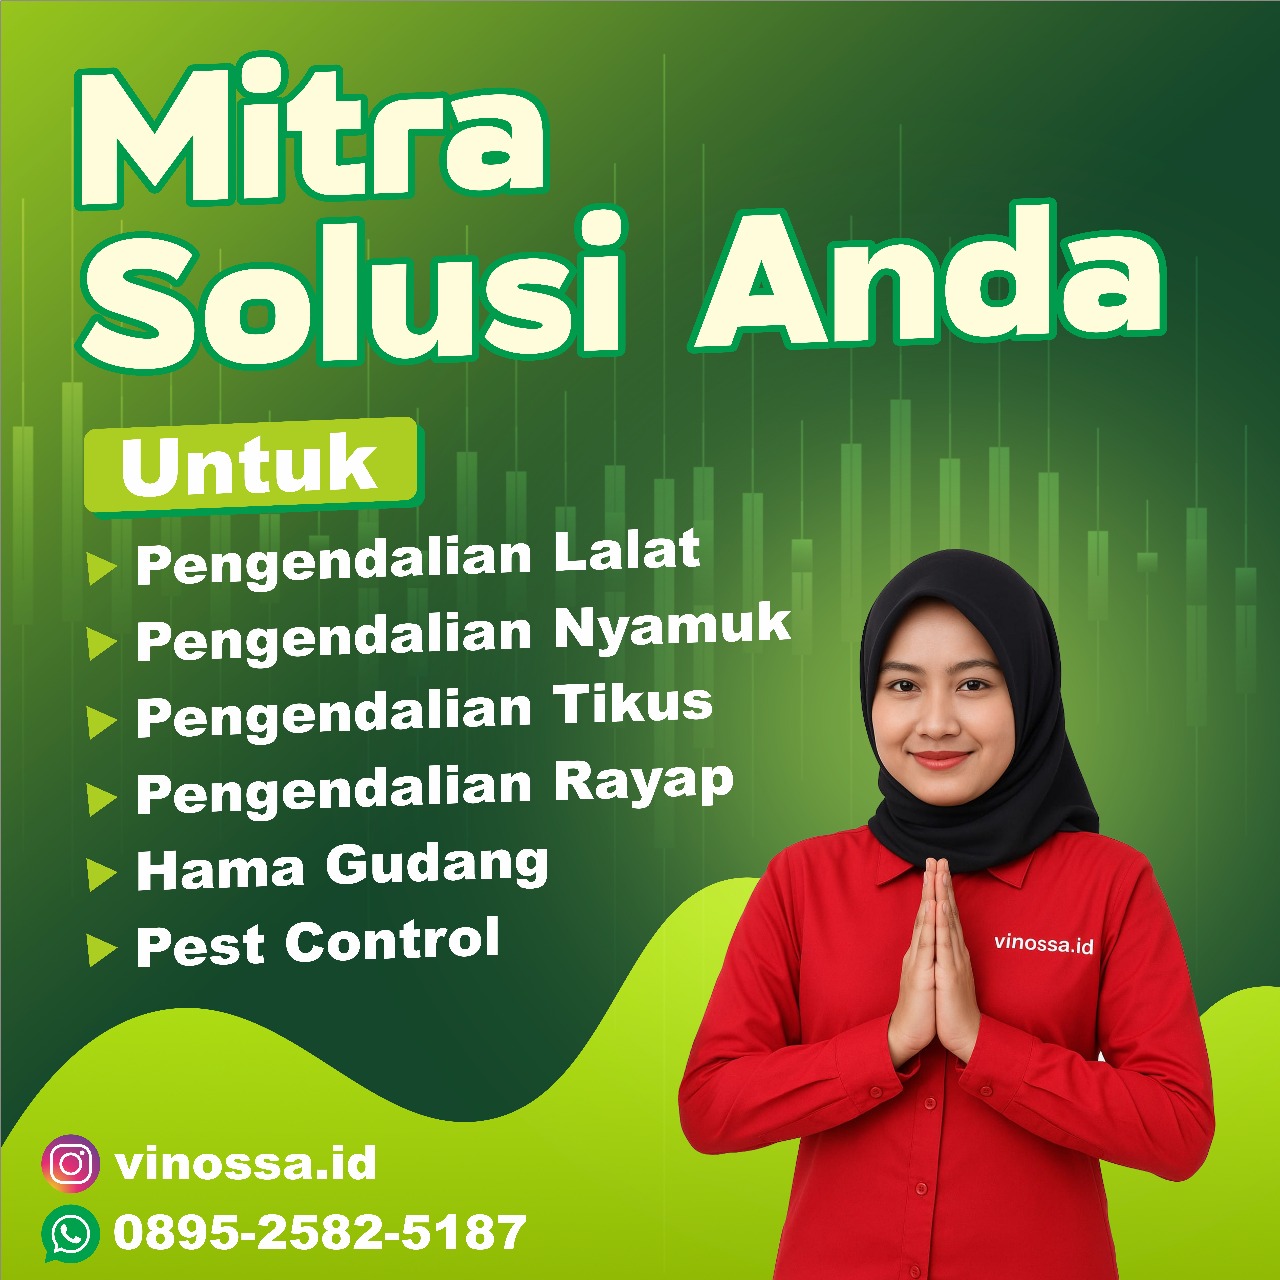 Mitra
Solusi Anda
Untuk
Pengendalian Lalat
Pengendalian Nyamuk
Pengendalian Tikus
Pengendalian Rayap
Hama Gudang
Pest Control
vinossa.id
vinossa.id
0895-2582-5187